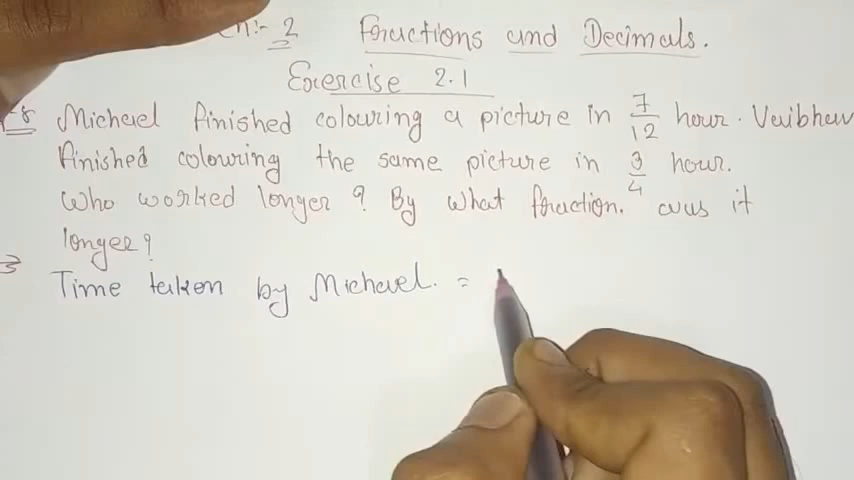 Ch:- 2 Fractions and Decimals.
Exercise 2.1
Michael finished colouring a picture in 7/12 hour. Vaibhav
finished colouring the same picture in 3/4 hour.
Who worked longer? By what fraction. was it
longer?
Time taken by Michael. =